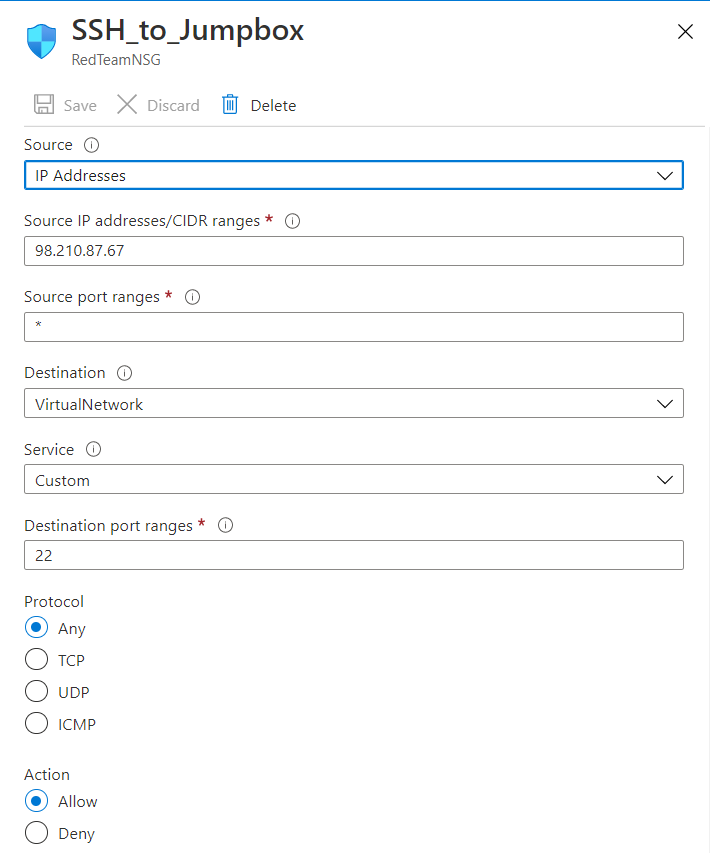 SSH_to_Jumpbox
RedTeamNSG
Save Discard Delete
Source
IP Addresses
Source IP addresses/CIDR ranges *
98.210.87.67
Source port ranges *
*
Destination
VirtualNetwork
Service
Custom
Destination port ranges *
22
Protocol
Any
TCP
UDP
ICMP
Action
Allow
Deny